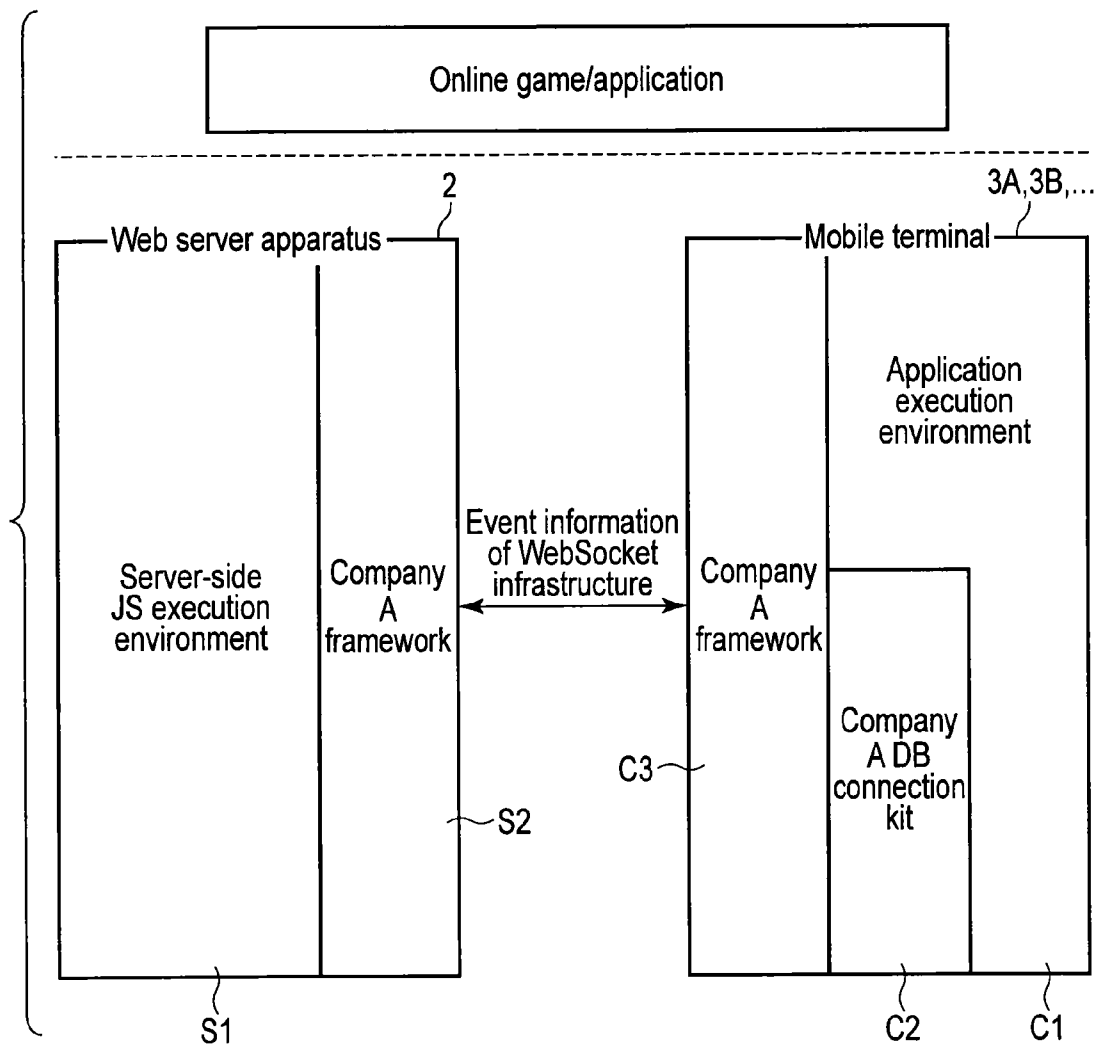 Online game/application
2
3A,3B,...
Web server apparatus
Mobile terminal
Application
execution
environment
Event information
of WebSocket
infrastructure
Server-side
JS execution
environment
Company
A
framework
Company
A
framework
Company
A DB
connection
kit
C3
S2
S1
C2
C1